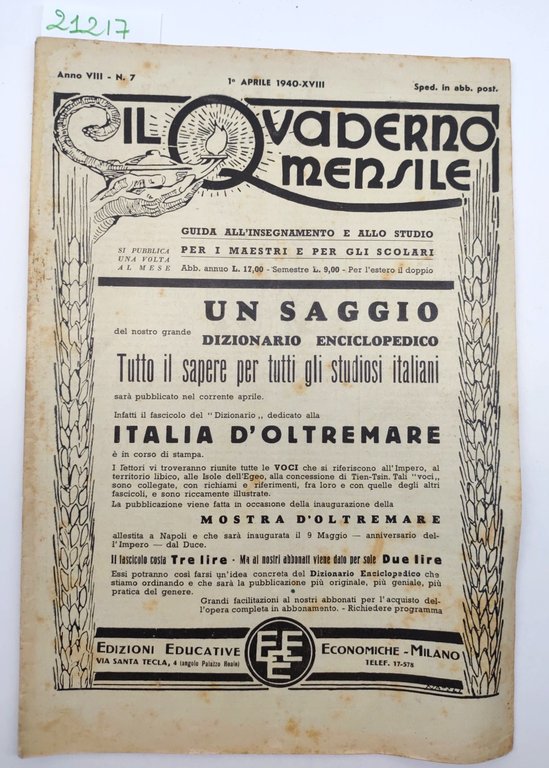 21217
Anno VIII - N. 7
1° APRILE 1940-XVIII
Sped. in abb. post.
IL QVADERNO
MENSILE
GUIDA ALL'INSEGNAMENTO E ALLO STUDIO
PER I MAESTRI E PER GLI SCOLARI
Abb. annuo L. 17,00 - Semestre L. 9,00 - Per l'estero il doppio
SI PUBBLICA
UNA VOLTA
AL MESE
UN SAGGIO
del nostro grande
DIZIONARIO ENCICLOPEDICO
Tutto il sapere per tutti gli studiosi italiani
sarà pubblicato nel corrente aprile.
Infatti il fascicolo del "Dizionario,, dedicato alla
ITALIA D'OLTREMARE
è in corso di stampa.
I lettori vi troveranno riunite tutte le VOCI che si riferiscono all'Impero, al
territorio libico, alle Isole dell'Egeo, alla concessione di Tien-Tsin. Tali "voci,,
sono collegate, con richiami e riferimenti, fra loro e con quelle degli altri
fascicoli, e sono riccamente illustrate.
La pubblicazione viene fatta in occasione della inaugurazione della
MOSTRA D'OLTREMARE
allestita a Napoli e che sarà inaugurata il 9 Maggio — anniversario del-
l'Impero — dal Duce.
Il fascicolo costa Tre lire - Ma ai nostri abbonati viene dato per sole Due lire
Essi potranno così farsi un'idea concreta del Dizionario Enciclopedico che
stiamo ordinando e che sarà la pubblicazione più originale, più geniale, più
pratica del genere.
Grandi facilitazioni ai nostri abbonati per l'acquisto del-
l'opera completa in abbonamento. - Richiedere programma
EDIZIONI EDUCATIVE
VIA SANTA TECLA, 4 (angolo Palazzo Reale)
EEE
ECONOMICHE - MILANO
TELEF. 17-578